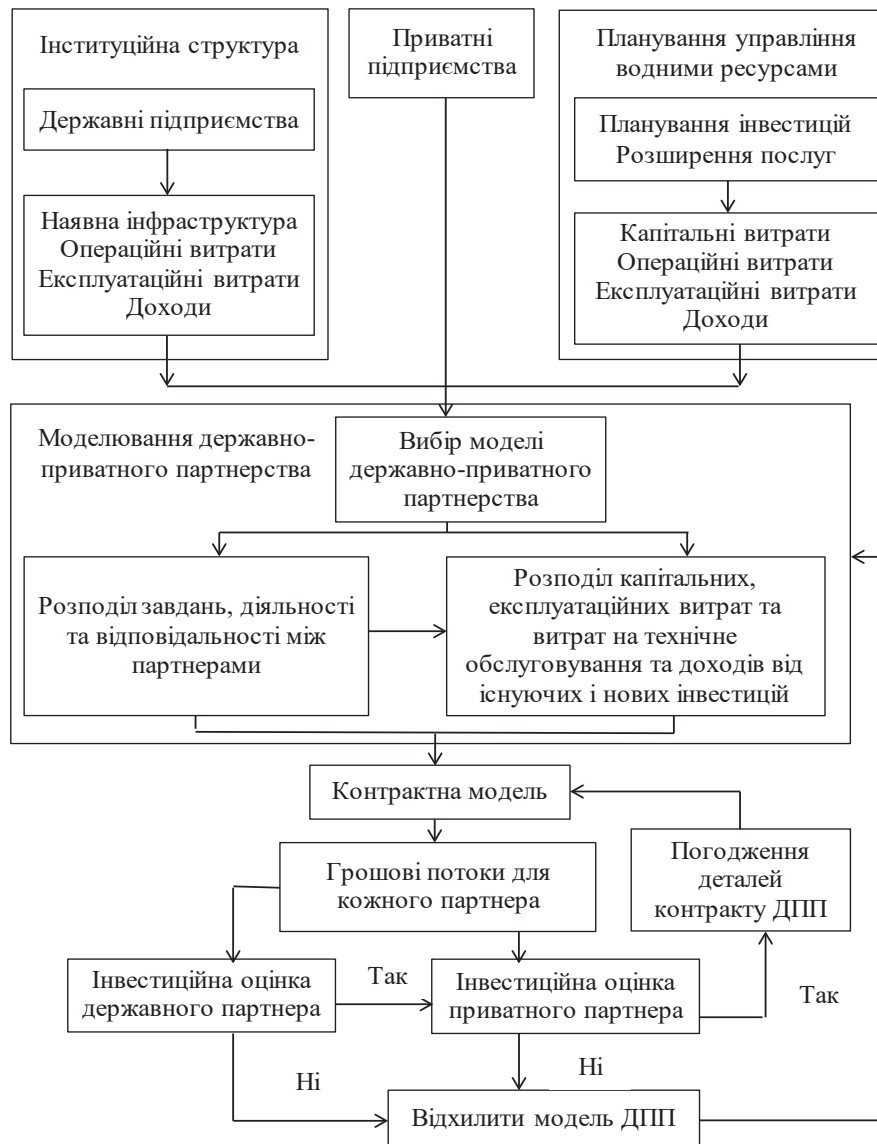 Інституційна структура
Державні підприємства
Наявна інфраструктура
Операційні витрати
Експлуатаційні витрати
Доходи
Приватні
підприємства
Планування управління
водними ресурсами
Планування інвестицій
Розширення послуг
Капітальні витрати
Операційні витрати
Експлуатаційні витрати
Доходи
Моделювання державно-
приватного партнерства
Вибір моделі
державно-приватного
партнерства
Розподіл завдань, діяльності
та відповідальності між
партнерами
Розподіл капітальних,
експлуатаційних витрат та
витрат на технічне
обслуговування та доходів від
існуючих і нових інвестицій
Контрактна модель
Грошові потоки для
кожного партнера
Погодження
деталей
контракту ДПП
Інвестиційна оцінка
державного партнера
Так
Інвестиційна оцінка
приватного партнера
Так
Ні
Ні
Відхилити модель ДПП